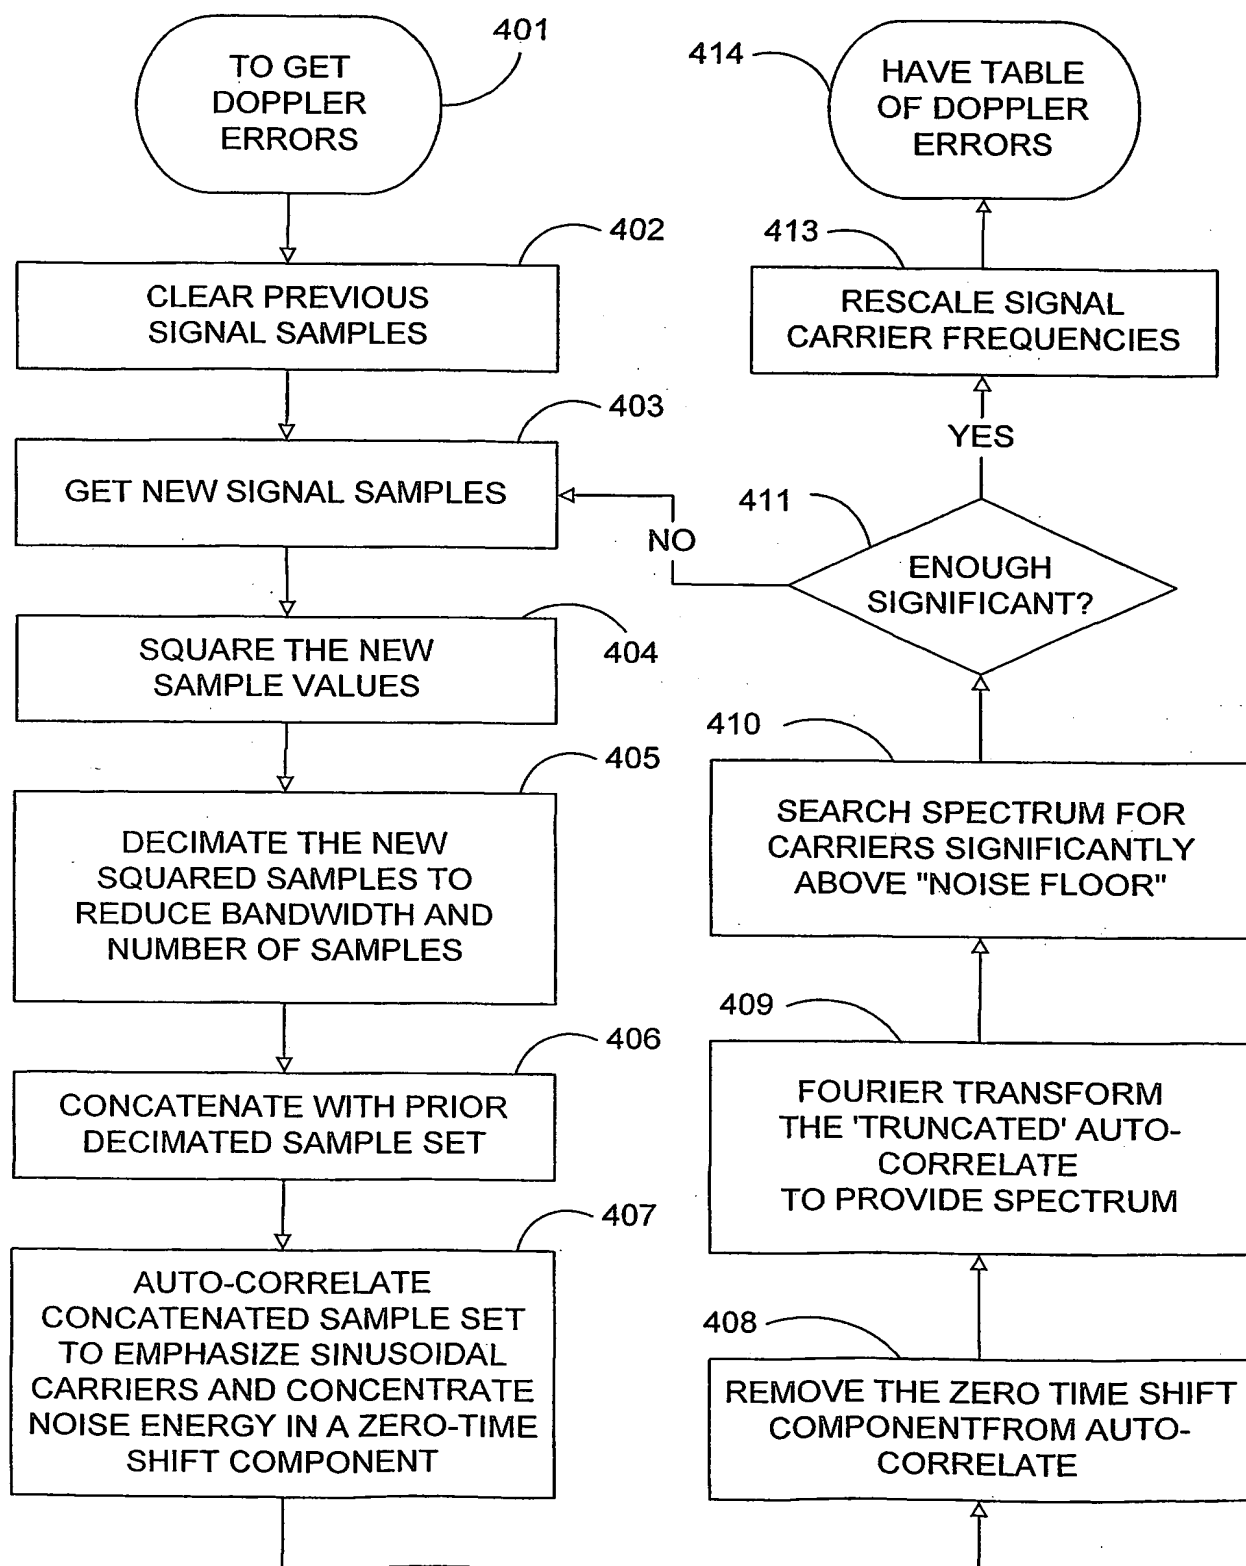 401
TO GET
DOPPLER
ERRORS
402
CLEAR PREVIOUS
SIGNAL SAMPLES
403
GET NEW SIGNAL SAMPLES
404
SQUARE THE NEW
SAMPLE VALUES
405
DECIMATE THE NEW
SQUARED SAMPLES TO
REDUCE BANDWIDTH AND
NUMBER OF SAMPLES
406
CONCATENATE WITH PRIOR
DECIMATED SAMPLE SET
407
AUTO-CORRELATE
CONCATENATED SAMPLE SET
TO EMPHASIZE SINUSOIDAL
CARRIERS AND CONCENTRATE
NOISE ENERGY IN A ZERO-TIME
SHIFT COMPONENT
408
REMOVE THE ZERO TIME SHIFT
COMPONENTFROM AUTO-
CORRELATE
409
FOURIER TRANSFORM
THE 'TRUNCATED' AUTO-
CORRELATE
TO PROVIDE SPECTRUM
410
SEARCH SPECTRUM FOR
CARRIERS SIGNIFICANTLY
ABOVE "NOISE FLOOR"
411
ENOUGH
SIGNIFICANT?
NO
YES
413
RESCALE SIGNAL
CARRIER FREQUENCIES
414
HAVE TABLE
OF DOPPLER
ERRORS